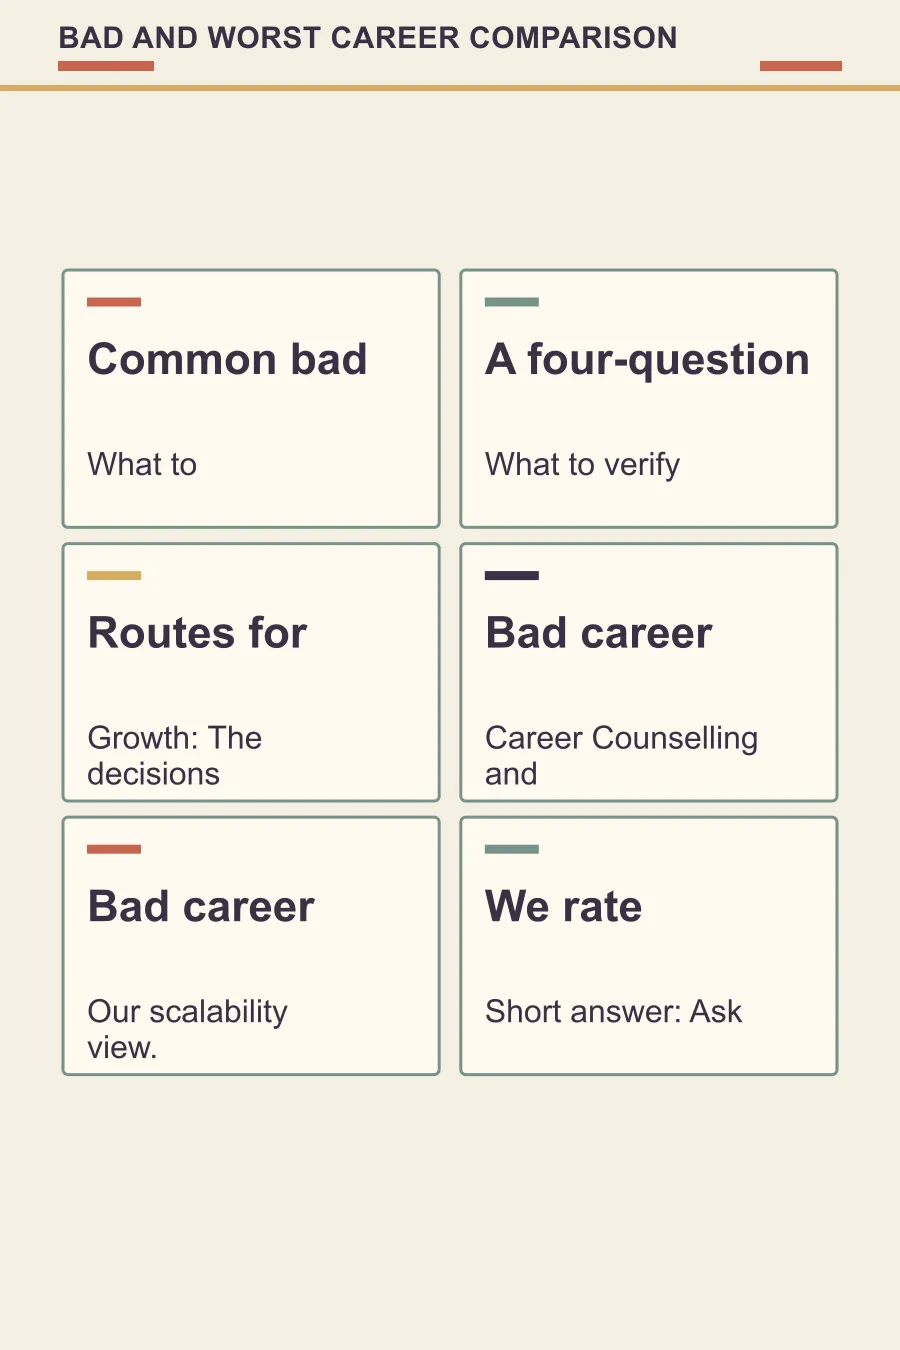 BAD AND WORST CAREER COMPARISON
Common bad
What to
A four-question
What to verify
Routes for
Growth: The
decisions
Bad career
Career Counselling
and
Bad career
Our scalability
view.
We rate
Short answer: Ask